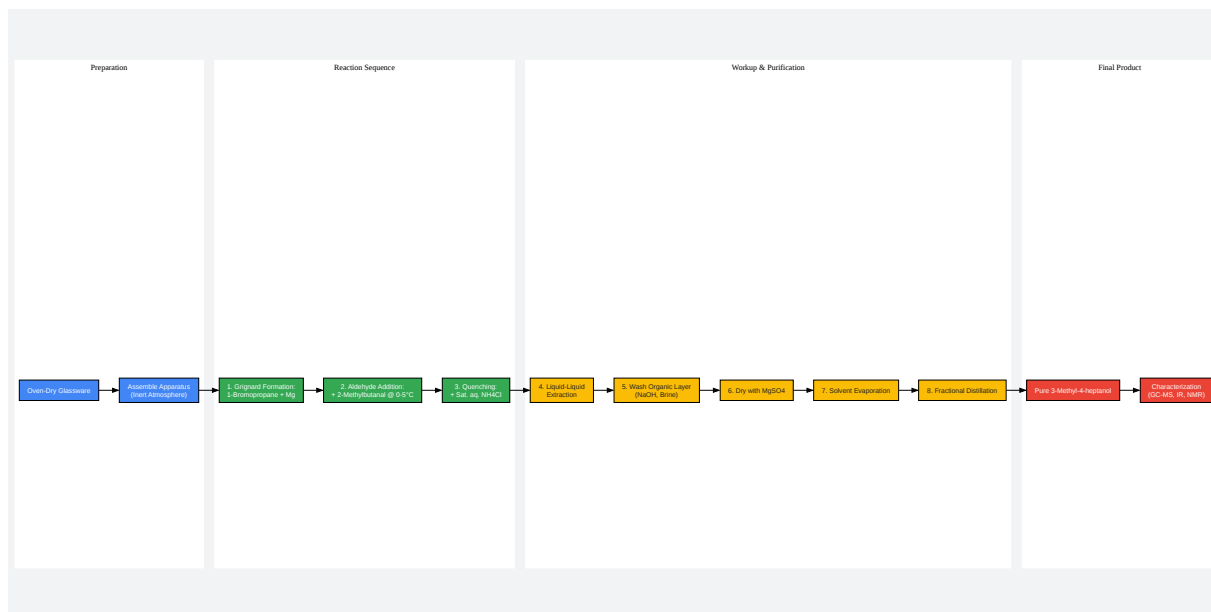 Preparation
Reaction Sequence
Workup & Purification
Final Product
Oven-Dry Glassware
Assemble Apparatus
(Inert Atmosphere)
1. Grignard Formation:
1-Bromopropane + Mg
2. Aldehyde Addition:
+ 2-Methylbutanal @ 0-5°C
3. Quenching:
+ Sat. aq. NH4Cl
4. Liquid-Liquid
Extraction
5. Wash Organic Layer
(NaOH, Brine)
6. Dry with MgSO4
7. Solvent Evaporation
8. Fractional Distillation
Pure 3-Methyl-4-heptanol
Characterization
(GC-MS, IR, NMR)